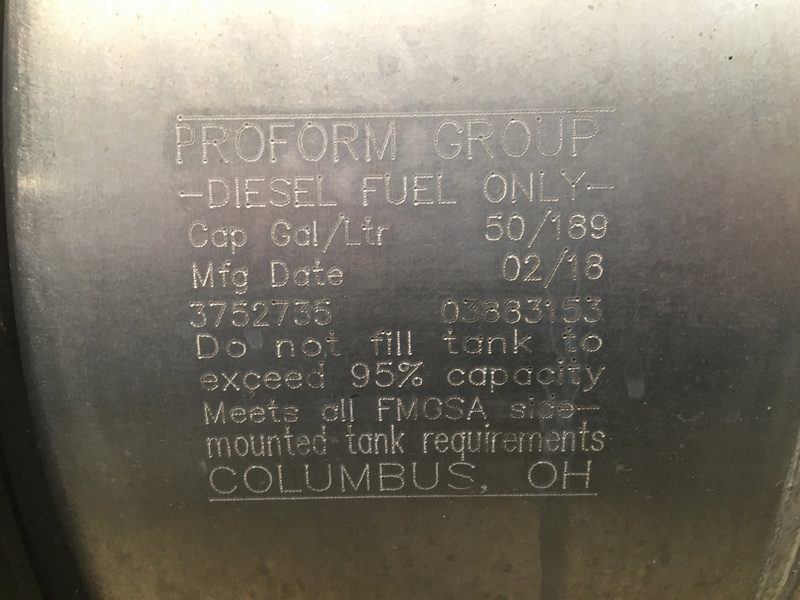 PROFORM GROUP
-DIESEL FUEL ONLY-
Cap Gal/Ltr 50/189
Mfg Date 02/18
3752735 03883153
Do not fill tank to
exceed 95% capacity
Meets all FMCSA side-
mounted tank requirements
COLUMBUS, OH